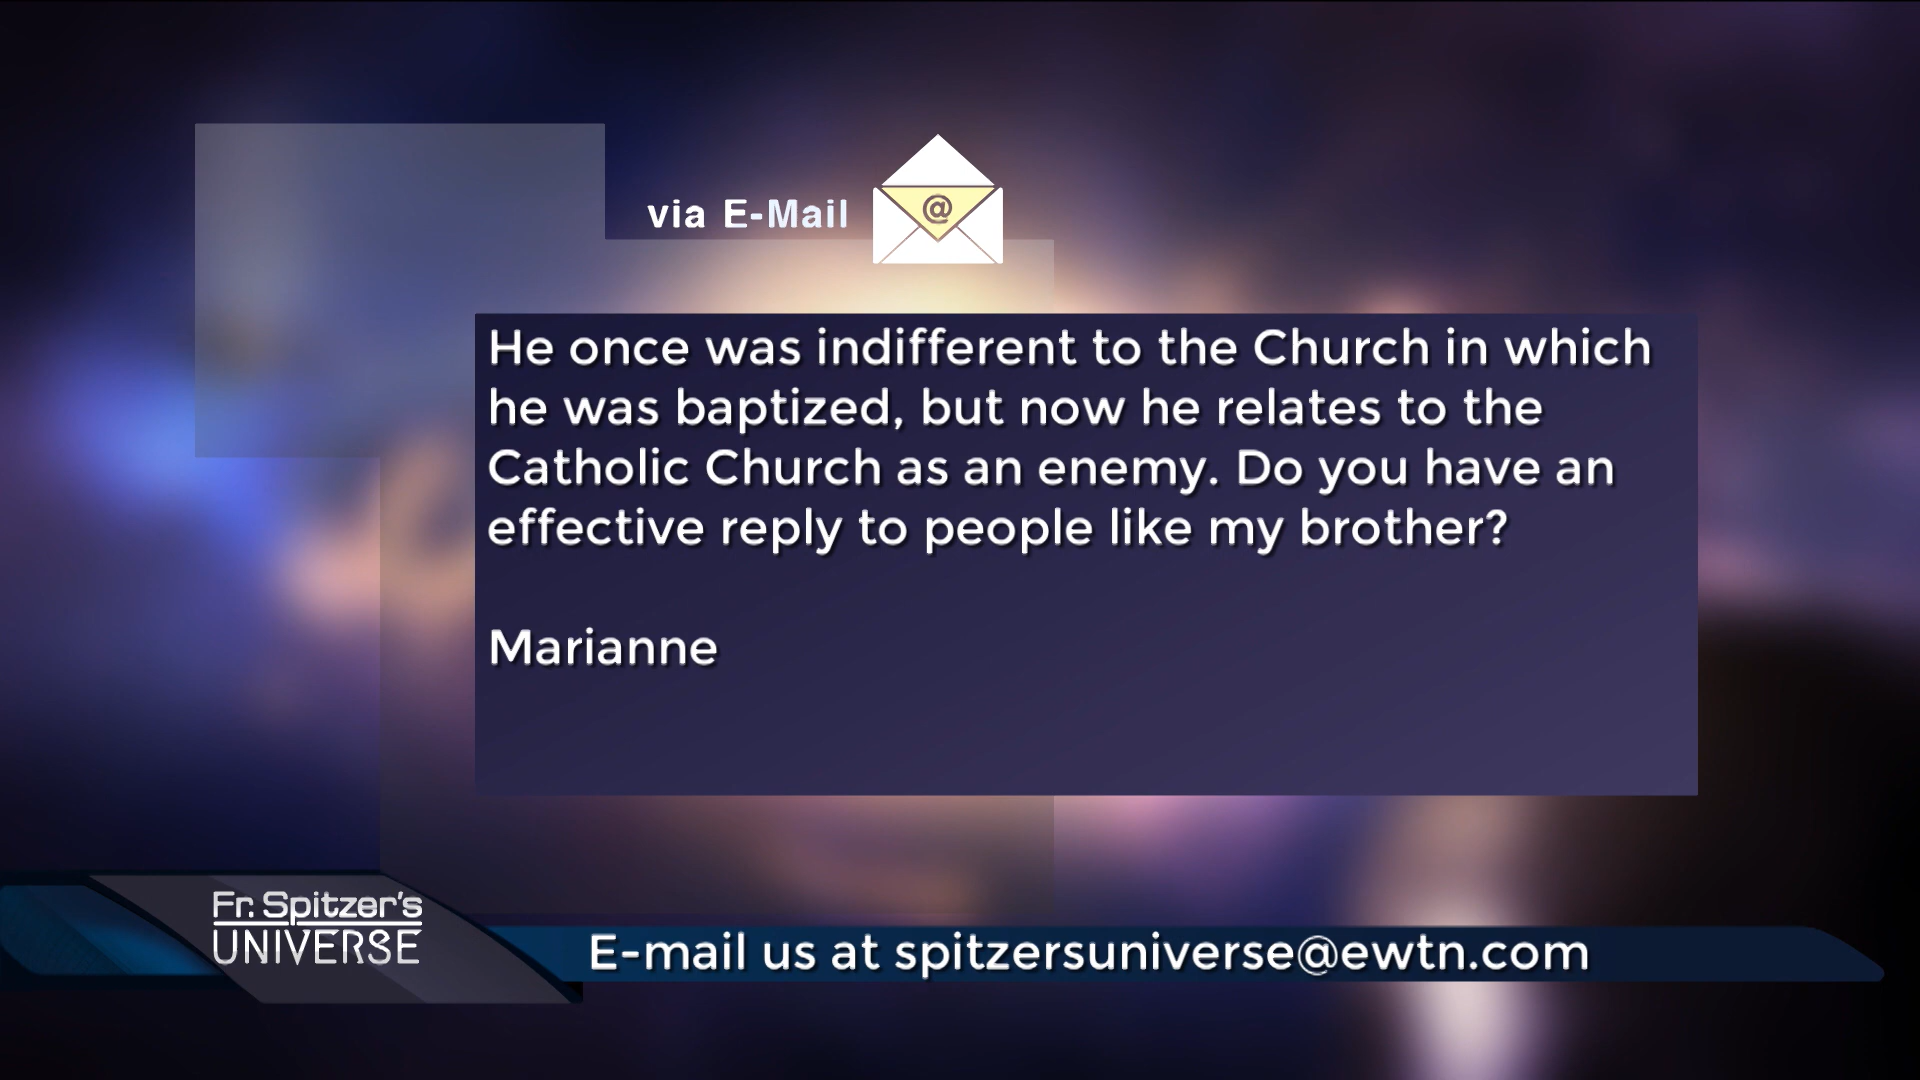 via E-Mail
@
He once was indifferent to the Church in which
he was baptized, but now he relates to the
Catholic Church as an enemy. Do you have an
effective reply to people like my brother?
Marianne
Fr. Spitzer's
UNIVERSE
E-mail us at spitzersuniverse@ewtn.com